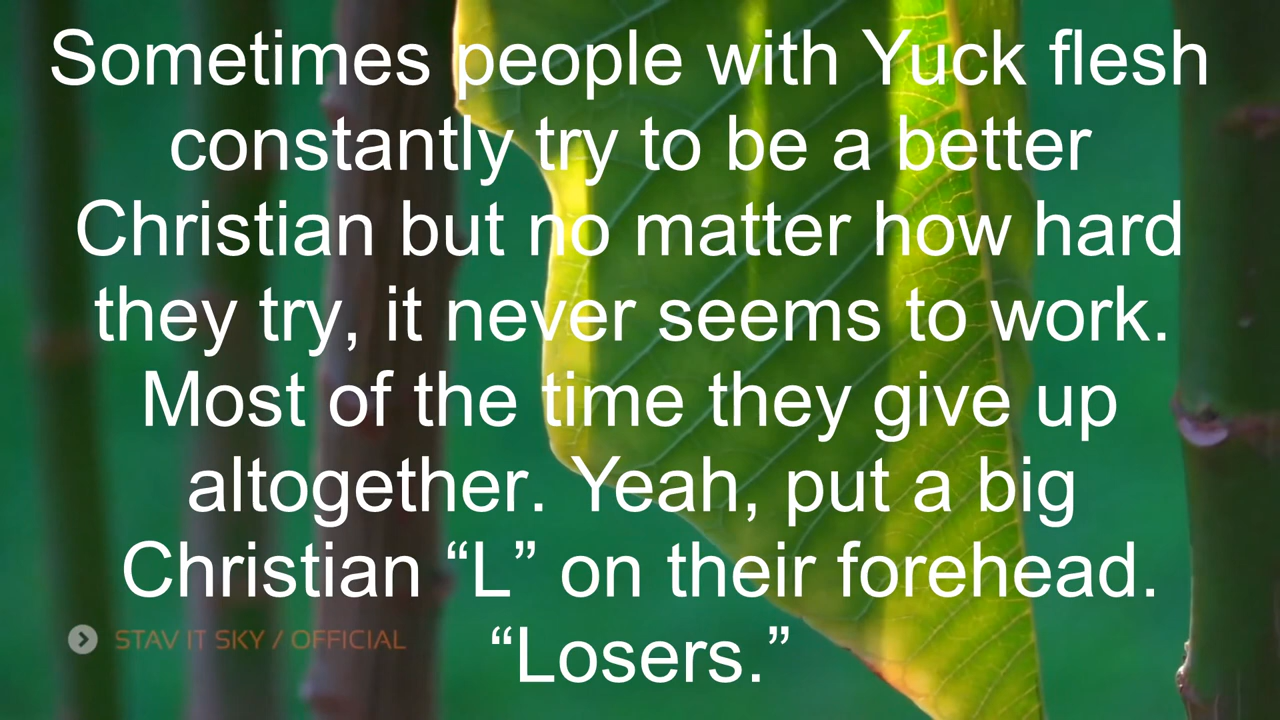 Sometimes people with Yuck flesh
constantly try to be a better
Christian but no matter how hard
they try, it never seems to work.
Most of the time they give up
altogether. Yeah, put a big
Christian “L” on their forehead.
“Losers.”
STAV IT SKY / OFFICIAL